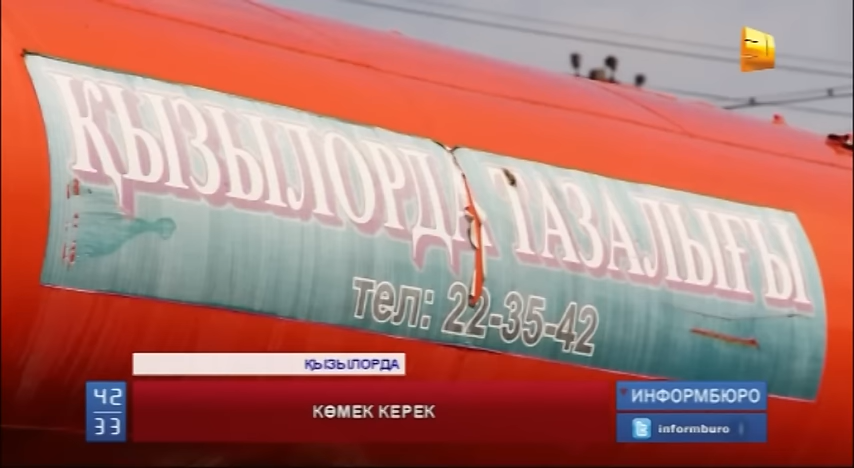 ҚЫЗЫЛОРДА ТАЗАЛЫҒЫ
тел: 22-35-42
ҚЫЗЫЛОРДА
42
33
КӨМЕК КЕРЕК
ИНФОРМБЮРО
informburo